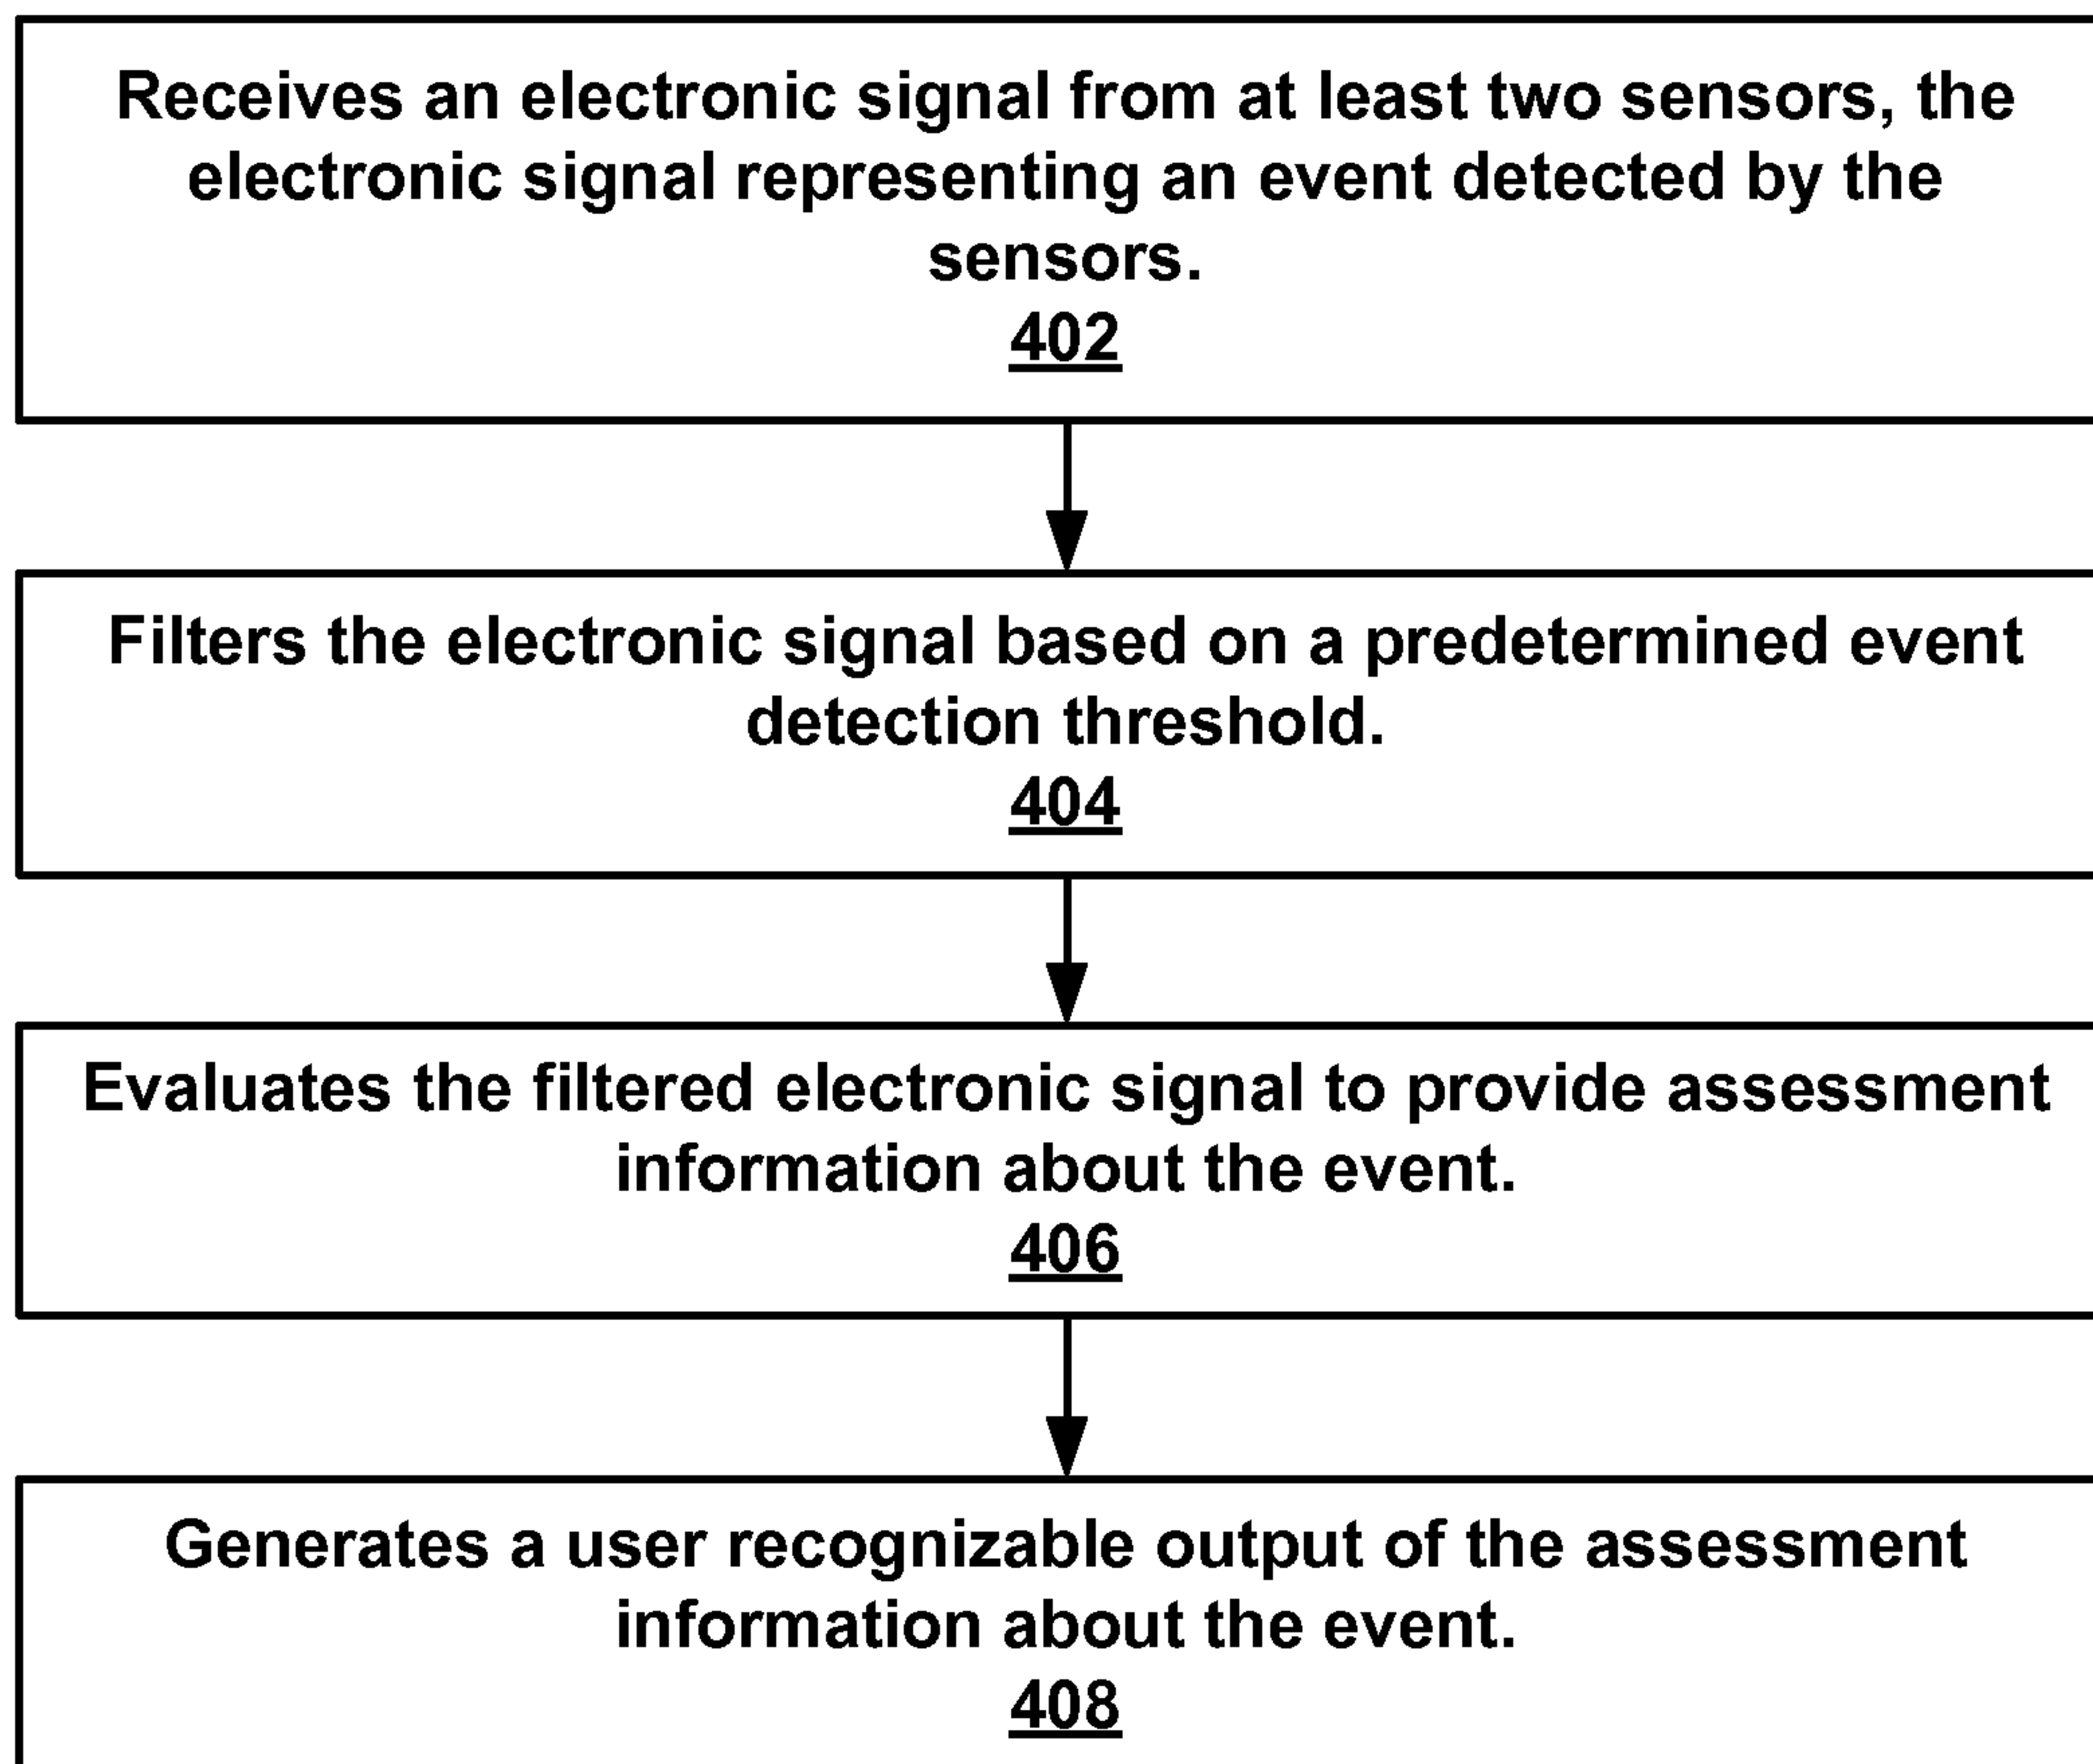 Receives an electronic signal from at least two sensors, the
electronic signal representing an event detected by the
sensors.
402
Filters the electronic signal based on a predetermined event
detection threshold.
404
Evaluates the filtered electronic signal to provide assessment
information about the event.
406
Generates a user recognizable output of the assessment
information about the event.
408